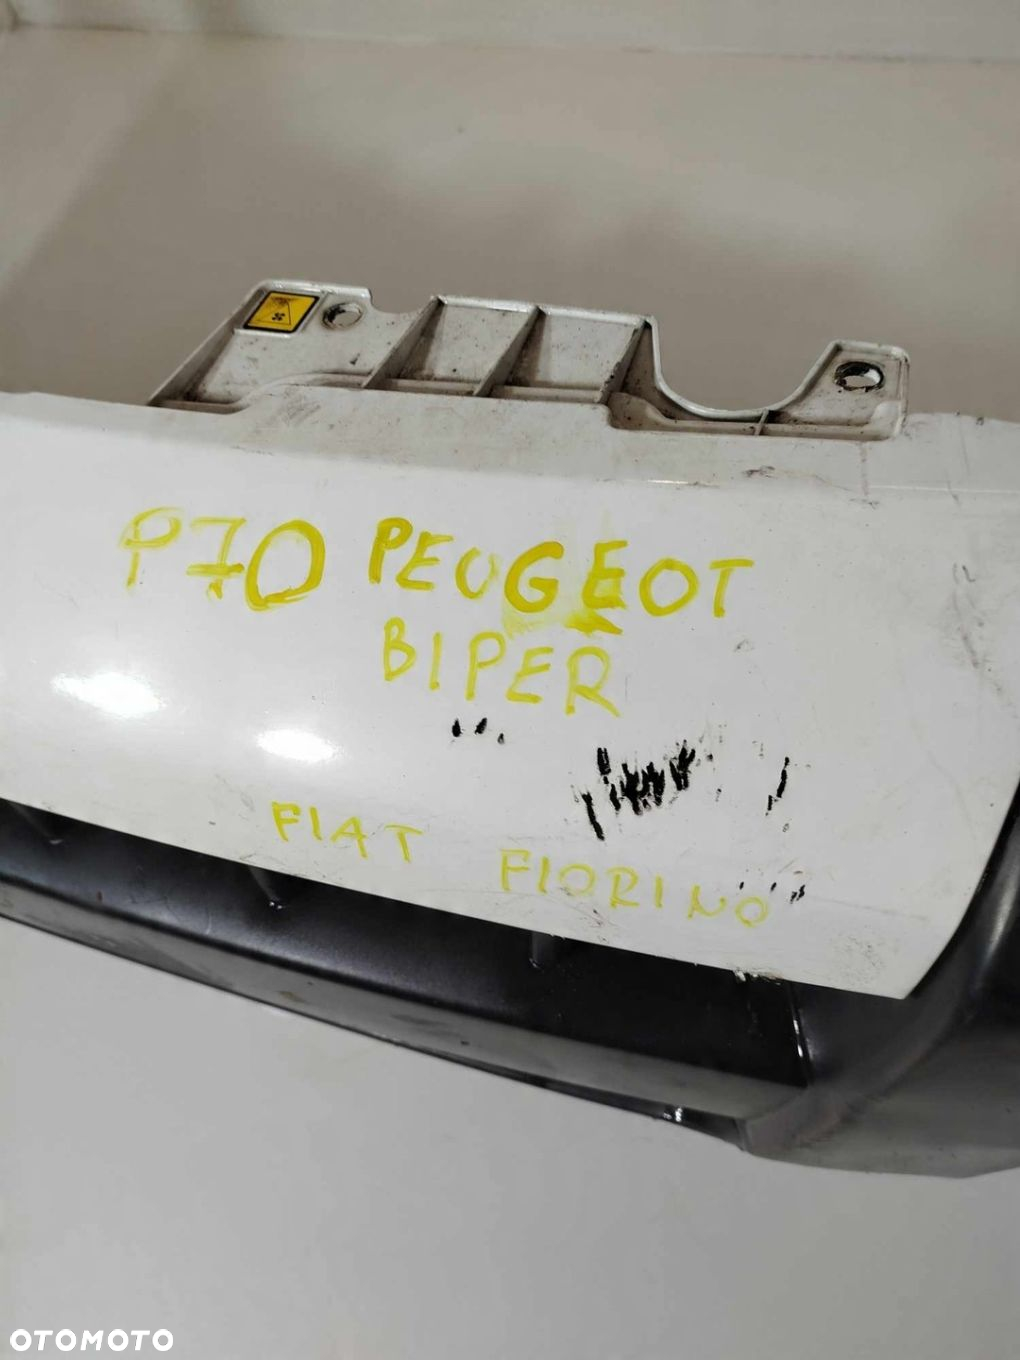 P70 PEUGEOT
BIPER
FIAT FIORINO
OTOMOTO